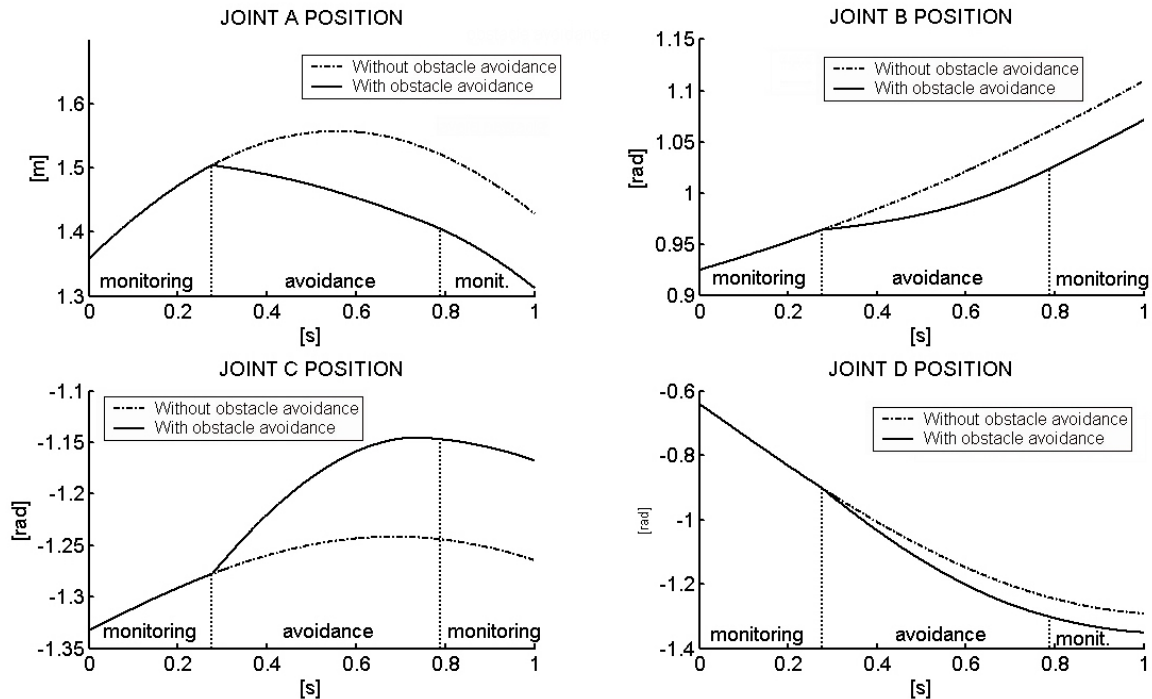 JOINT A POSITION
Without obstacle avoidance
With obstacle avoidance
1.6
1.5
1.4
1.3
[m]
monitoring avoidance monit.
0 0.2 0.4 0.6 0.8 1
[s]
JOINT B POSITION
1.15
Without obstacle avoidance
With obstacle avoidance
1.1
1.05
1
0.95
0.9
[rad]
monitoring avoidance monitoring
0 0.2 0.4 0.6 0.8 1
[s]
JOINT C POSITION
-1.1
Without obstacle avoidance
With obstacle avoidance
-1.15
-1.2
-1.25
-1.3
-1.35
[rad]
monitoring avoidance monitoring
0 0.2 0.4 0.6 0.8 1
[s]
JOINT D POSITION
-0.6
Without obstacle avoidance
With obstacle avoidance
-0.8
-1
-1.2
-1.4
[rad]
monitoring avoidance monit.
0 0.2 0.4 0.6 0.8 1
[s]